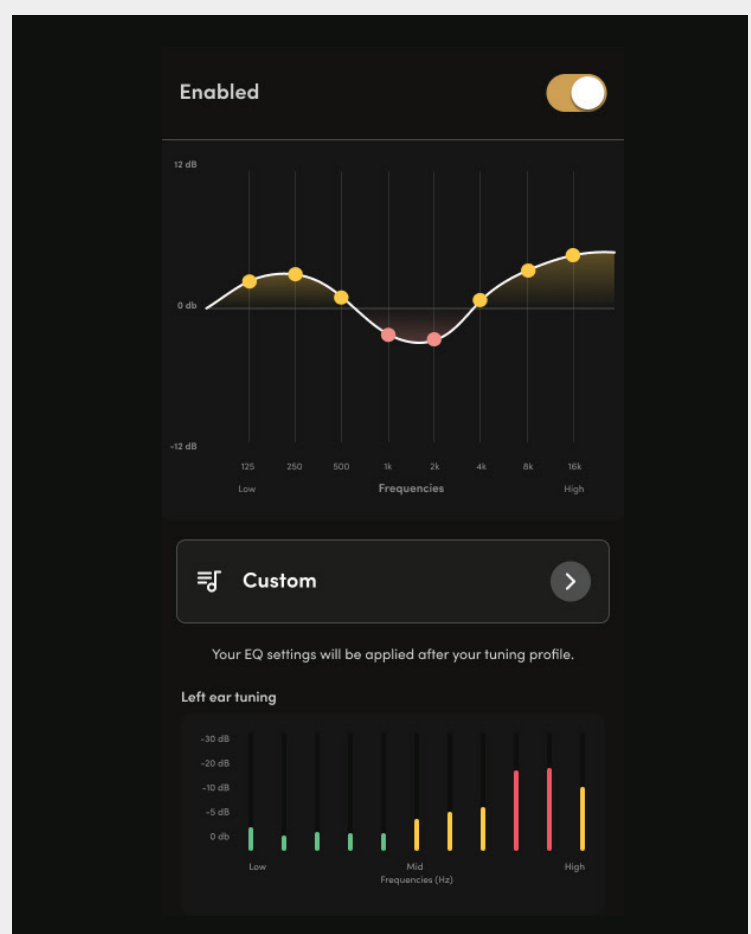 Enabled
12 dB
0 db
-12 dB
125 250 500 1k 2k 4k 8k 16k
Low Frequencies High
Custom
Your EQ settings will be applied after your tuning profile.
Left ear tuning
-30 dB
-20 dB
-10 dB
-5 dB
0 db
Low Mid High
Frequencies (Hz)